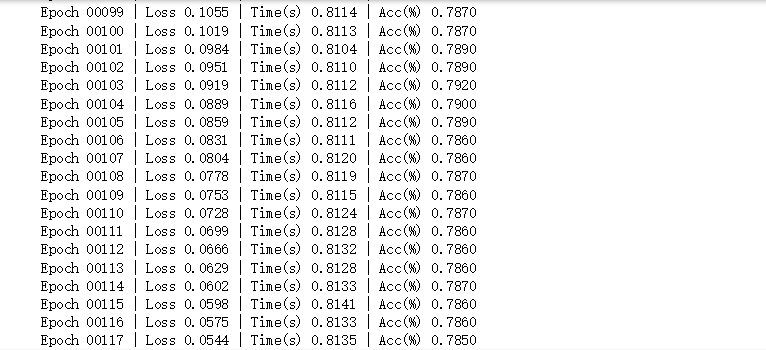 Epoch 00099 | Loss 0.1055 | Time(s) 0.8114 | Acc(%) 0.7870
Epoch 00100 | Loss 0.1019 | Time(s) 0.8113 | Acc(%) 0.7870
Epoch 00101 | Loss 0.0984 | Time(s) 0.8104 | Acc(%) 0.7890
Epoch 00102 | Loss 0.0951 | Time(s) 0.8110 | Acc(%) 0.7890
Epoch 00103 | Loss 0.0919 | Time(s) 0.8112 | Acc(%) 0.7920
Epoch 00104 | Loss 0.0889 | Time(s) 0.8116 | Acc(%) 0.7900
Epoch 00105 | Loss 0.0859 | Time(s) 0.8112 | Acc(%) 0.7890
Epoch 00106 | Loss 0.0831 | Time(s) 0.8111 | Acc(%) 0.7860
Epoch 00107 | Loss 0.0804 | Time(s) 0.8120 | Acc(%) 0.7860
Epoch 00108 | Loss 0.0778 | Time(s) 0.8119 | Acc(%) 0.7870
Epoch 00109 | Loss 0.0753 | Time(s) 0.8115 | Acc(%) 0.7860
Epoch 00110 | Loss 0.0728 | Time(s) 0.8124 | Acc(%) 0.7870
Epoch 00111 | Loss 0.0699 | Time(s) 0.8128 | Acc(%) 0.7860
Epoch 00112 | Loss 0.0666 | Time(s) 0.8132 | Acc(%) 0.7860
Epoch 00113 | Loss 0.0629 | Time(s) 0.8128 | Acc(%) 0.7860
Epoch 00114 | Loss 0.0602 | Time(s) 0.8133 | Acc(%) 0.7870
Epoch 00115 | Loss 0.0598 | Time(s) 0.8141 | Acc(%) 0.7860
Epoch 00116 | Loss 0.0575 | Time(s) 0.8133 | Acc(%) 0.7860
Epoch 00117 | Loss 0.0544 | Time(s) 0.8135 | Acc(%) 0.7850